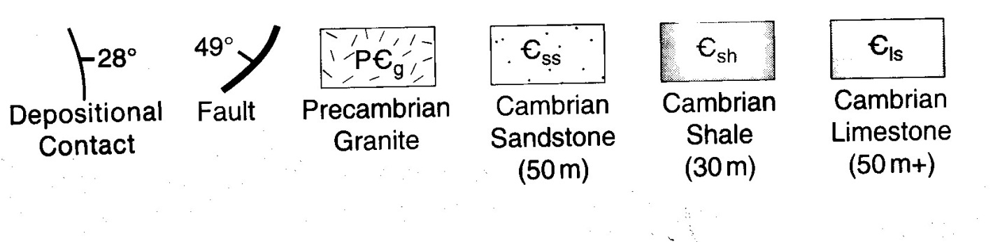 28°
Depositional
Contact
49°
Fault
PЄg
Precambrian
Granite
Єss
Cambrian
Sandstone
(50 m)
Єsh
Cambrian
Shale
(30 m)
Єls
Cambrian
Limestone
(50 m+)